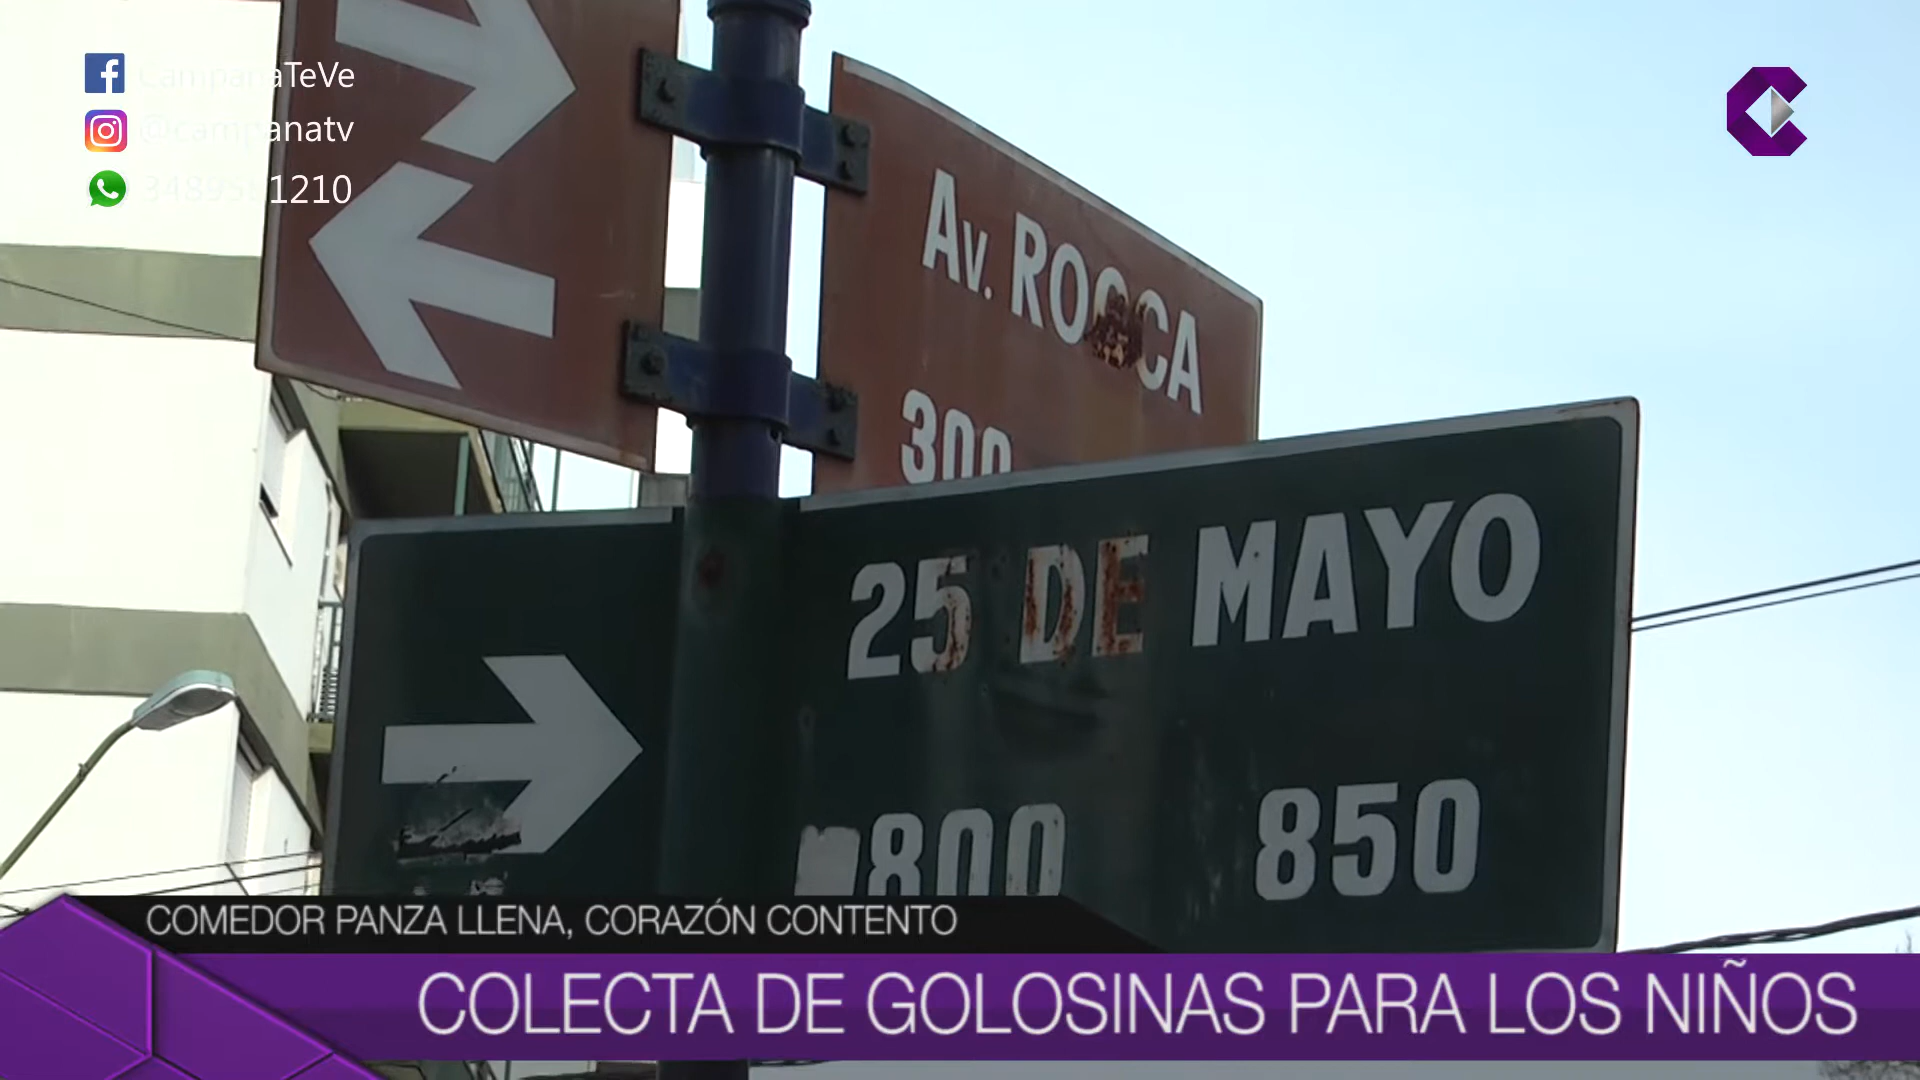 CampanaTeVe
@campanatv
Av. ROCCA
300
25 DE MAYO
800 850
COMEDOR PANZA LLENA, CORAZÓN CONTENTO
COLECTA DE GOLOSINAS PARA LOS NIÑOS